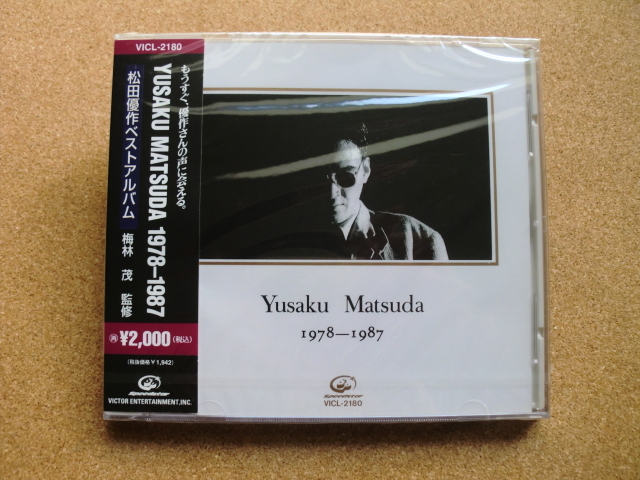 VICL-2180
もうすぐ、優作さんの声に会える。
YUSAKU MATSUDA 1978-1987
松田優作ベストアルバム
梅林 茂 監修
¥2,000(税込)
(税抜価格¥1,942)
Speedstar
VICTOR ENTERTAINMENT, INC.
Yusaku Matsuda
1978—1987
Speedstar
VICL-2180